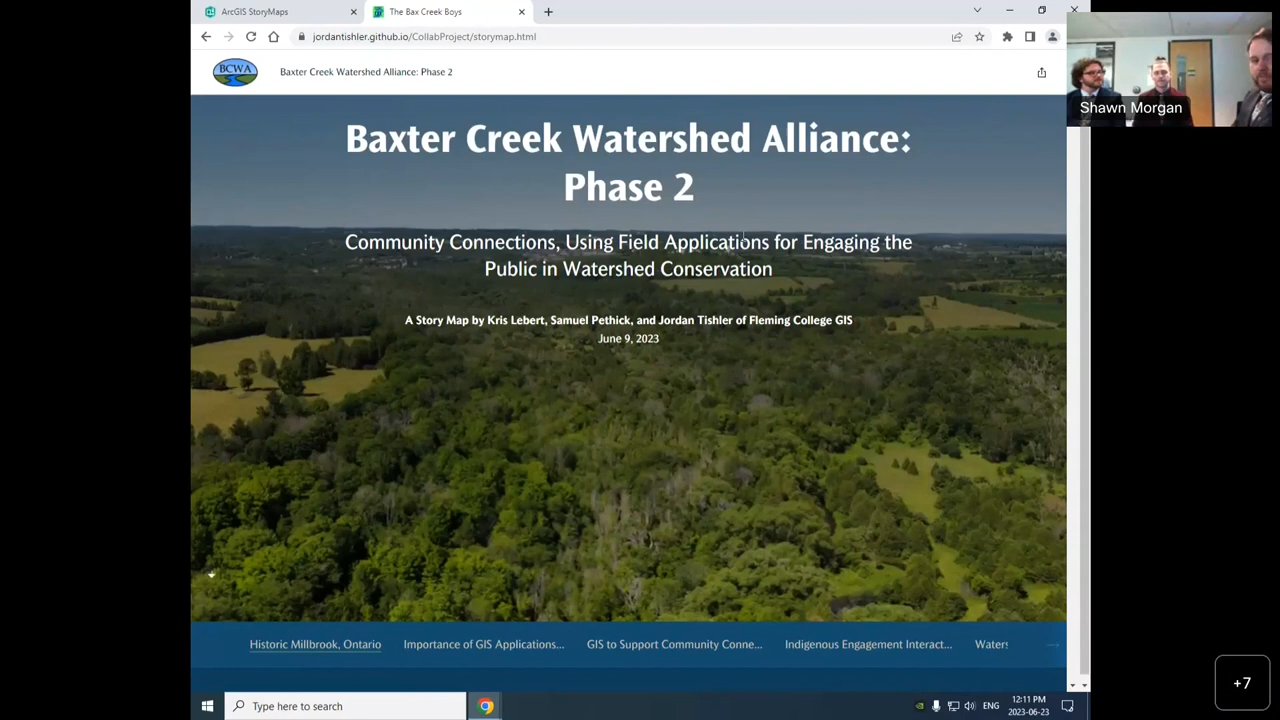 ArcGIS StoryMaps
The Bax Creek Boys
jordantishler.github.io/CollabProject/storymap.html
BCWA
Baxter Creek Watershed Alliance: Phase 2
Shawn Morgan
Baxter Creek Watershed Alliance:
Phase 2
Community Connections, Using Field Applications for Engaging the
Public in Watershed Conservation
A Story Map by Kris Lebert, Samuel Pethick, and Jordan Tishler of Fleming College GIS
June 9, 2023
Historic Millbrook, Ontario
Importance of GIS Applications...
GIS to Support Community Conne...
Indigenous Engagement Interact...
Waters
+7
Type here to search
ENG
12:11 PM
2023-06-23